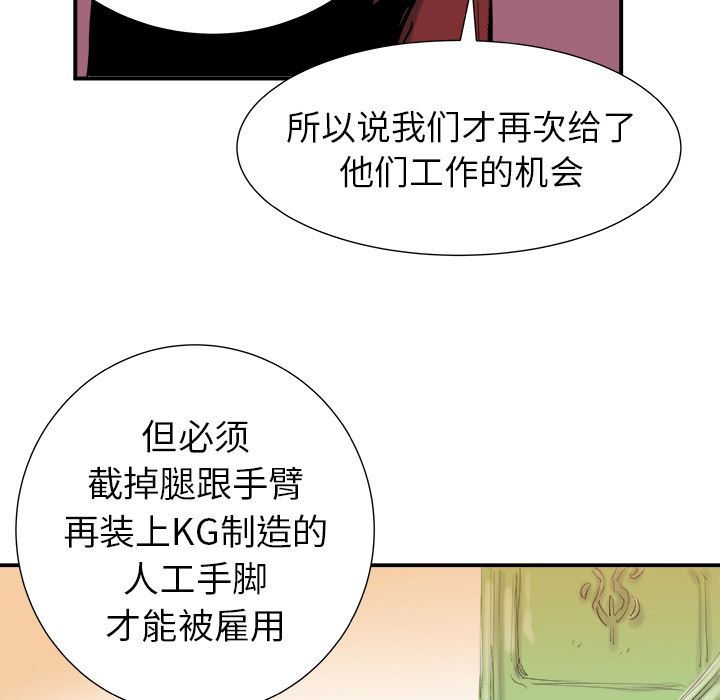 所以说我们才再次给了
他们工作的机会
但必须
截掉腿跟手臂
再装上KG制造的
人工手脚
才能被雇用